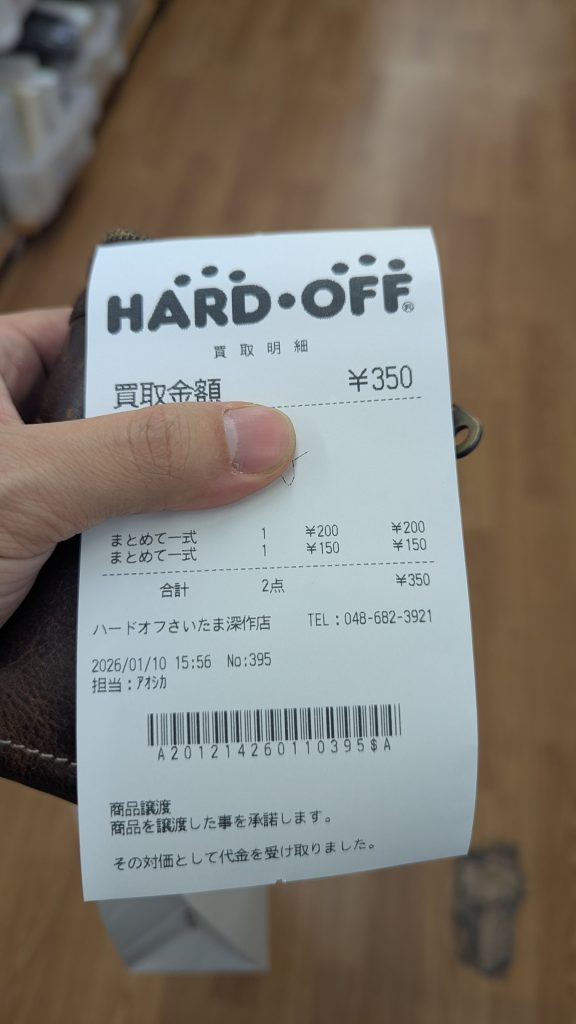 HARD・OFF®
買取明細
買取金額 ¥350
まとめて一式 1 ¥200 ¥200
まとめて一式 1 ¥150 ¥150
合計 2点 ¥350
ハードオフさいたま深作店 TEL：048-682-3921
2026/01/10 15:56 No:395
担当：ｱｵｼｶ
A201214260110395$A
商品譲渡
商品を譲渡した事を承諾します。
その対価として代金を受け取りました。